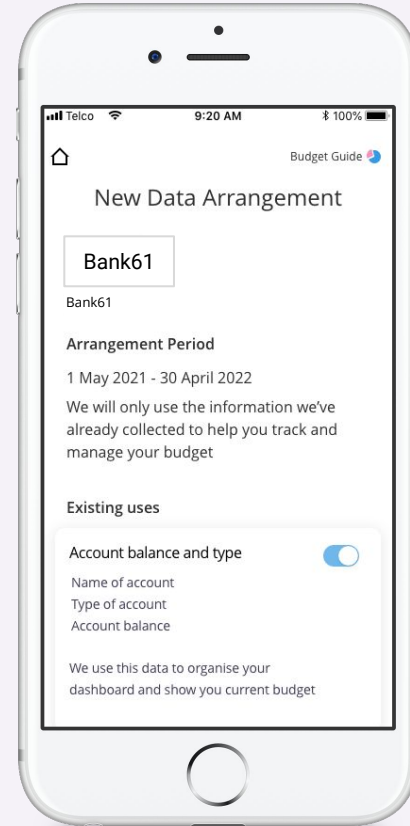 Telco 9:20 AM 100%
Budget Guide
New Data Arrangement
Bank61
Bank61
Arrangement Period
1 May 2021 - 30 April 2022
We will only use the information we've
already collected to help you track and
manage your budget
Existing uses
Account balance and type
Name of account
Type of account
Account balance
We use this data to organise your
dashboard and show you current budget